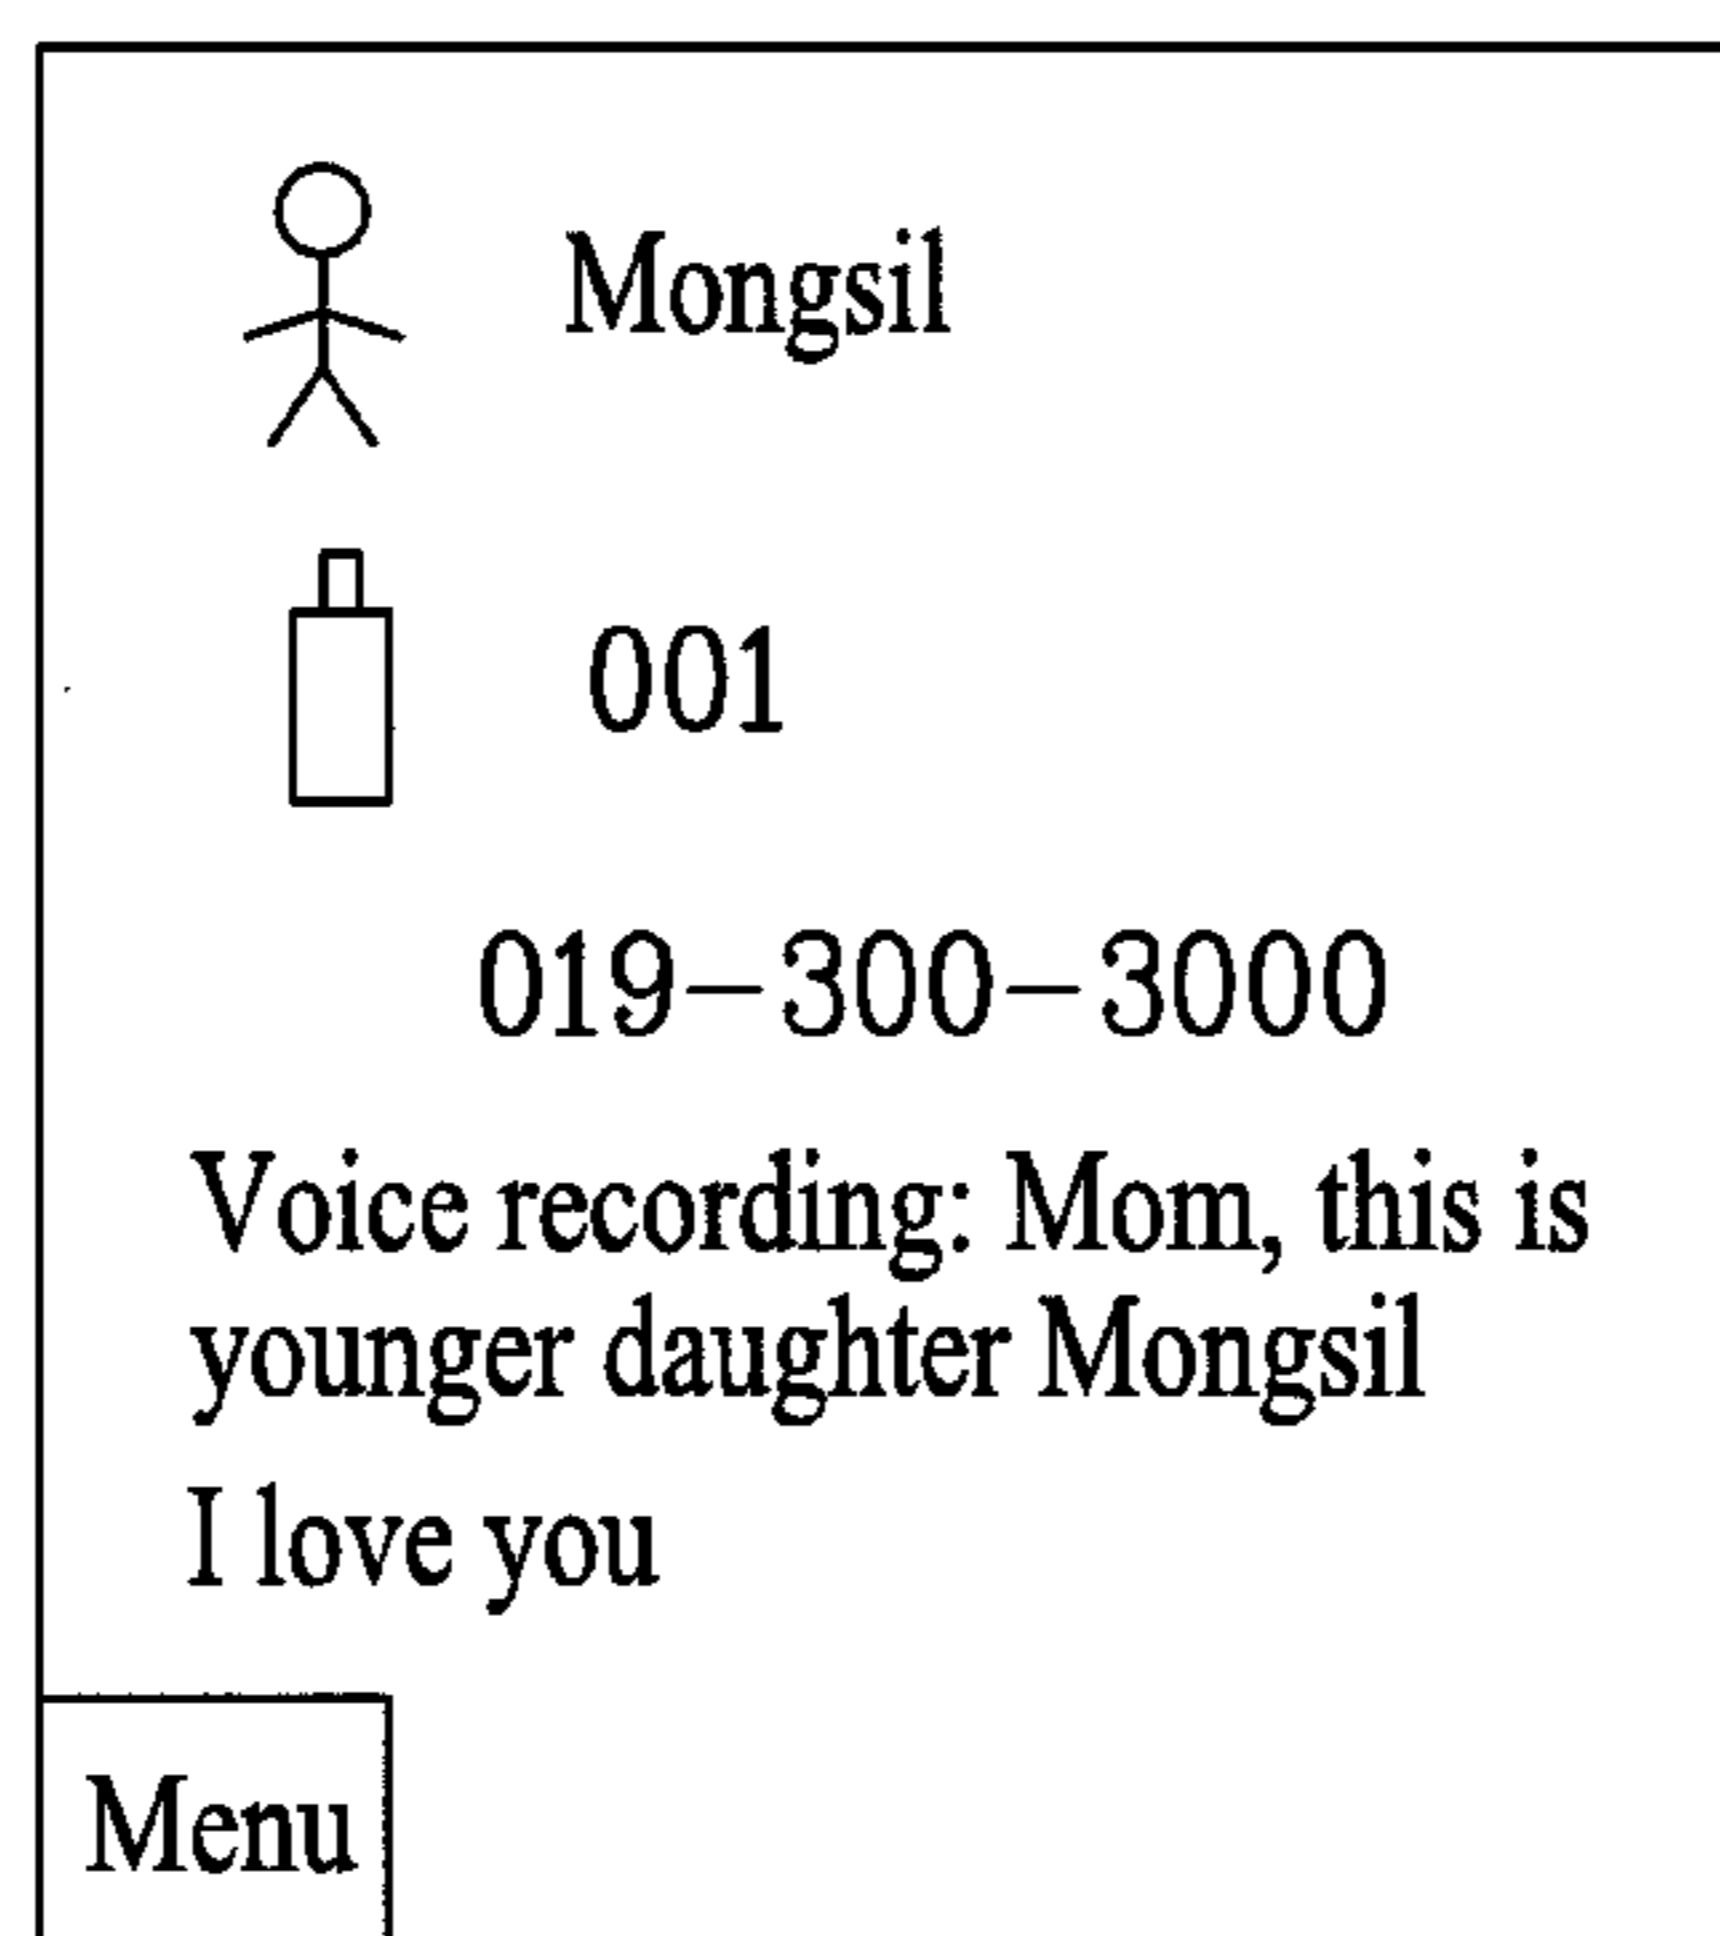 Mongsil
001
019-300-3000
Voice recording: Mom, this is
younger daughter Mongsil
I love you
Menu